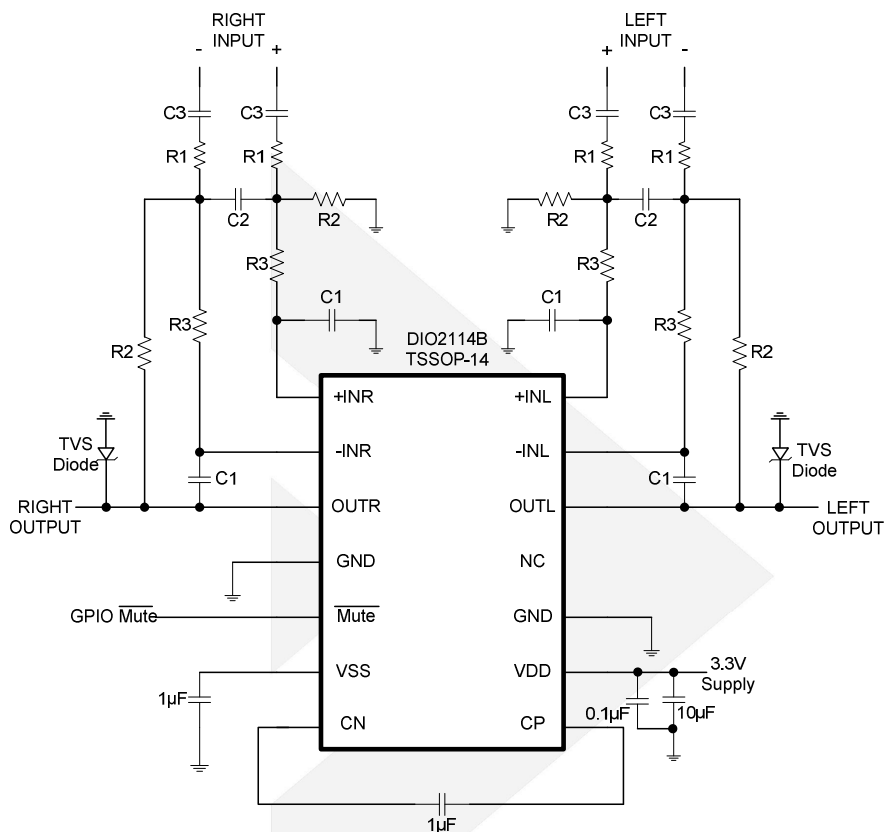 RIGHT
INPUT
LEFT
INPUT
- +
+ -
C3 C3 C3 C3
R1 R1 R1 R1
C2 R2 R2 C2
R3 R3
C1 C1
R2 R3 R3 R2
DIO2114B
TSSOP-14
+INR +INL
TVS
Diode
-INR -INL
TVS
Diode
C1 C1
RIGHT
OUTPUT
OUTR OUTL
LEFT
OUTPUT
GND NC
GPIO Mute Mute GND
VSS VDD
3.3V
Supply
1µF 0.1µF 10µF
CN CP
1µF